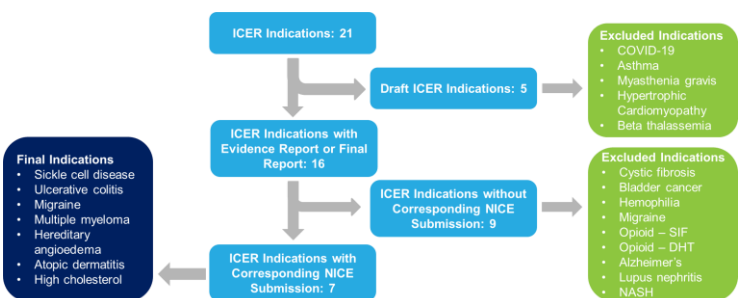 ICER Indications: 21
Excluded Indications
• COVID-19
• Asthma
• Myasthenia gravis
• Hypertrophic
Cardiomyopathy
• Beta thalassemia
Draft ICER Indications: 5
ICER Indications with
Evidence Report or Final
Report: 16
Final Indications
• Sickle cell disease
• Ulcerative colitis
• Migraine
• Multiple myeloma
• Hereditary
angioedema
• Atopic dermatitis
• High cholesterol
ICER Indications without
Corresponding NICE
Submission: 9
Excluded Indications
• Cystic fibrosis
• Bladder cancer
• Hemophilia
• Migraine
• Opioid – SIF
• Opioid – DHT
• Alzheimer's
• Lupus nephritis
• NASH
ICER Indications with
Corresponding NICE
Submission: 7